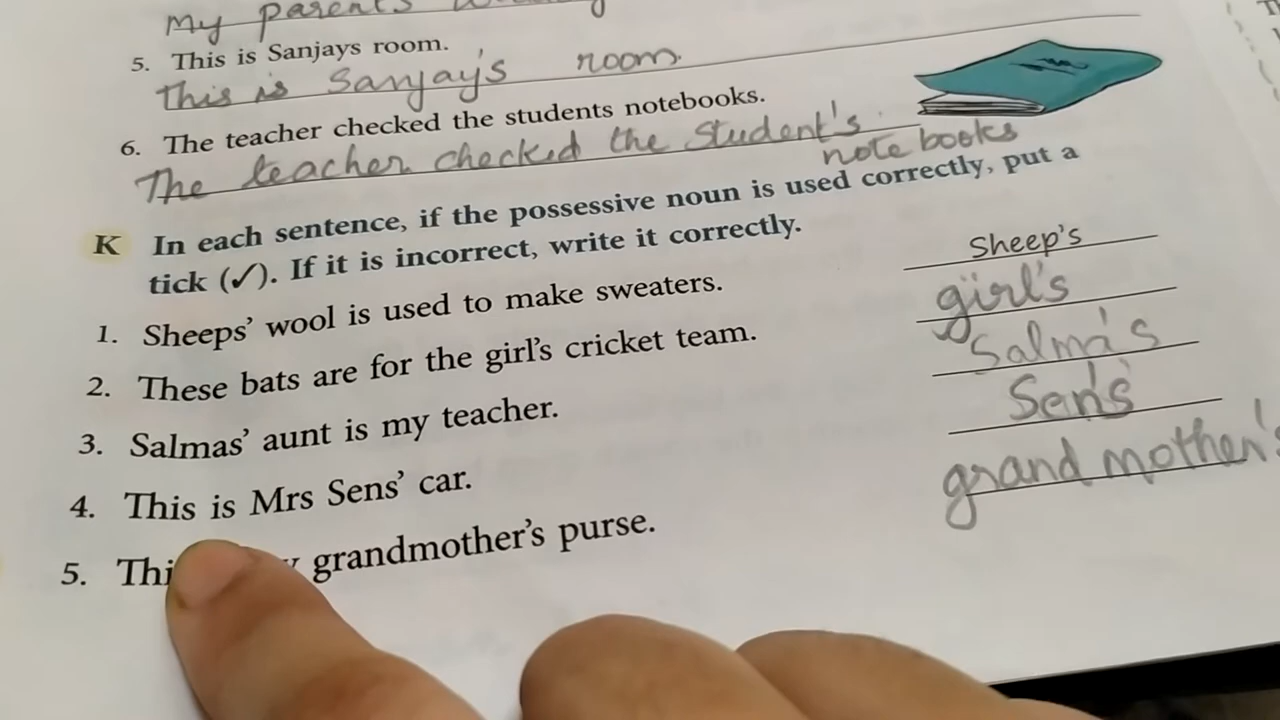 My parents
5. This is Sanjays room.
This is Sanjay's room.
6. The teacher checked the students notebooks.
The teacher checked the student's
note books
K In each sentence, if the possessive noun is used correctly, put a
tick (✓). If it is incorrect, write it correctly.
1. Sheeps' wool is used to make sweaters. Sheep's
2. These bats are for the girl's cricket team. girl's
3. Salmas' aunt is my teacher. Salma's
4. This is Mrs Sens' car. Sen's
5. Thi grandmother's purse. grand mother's